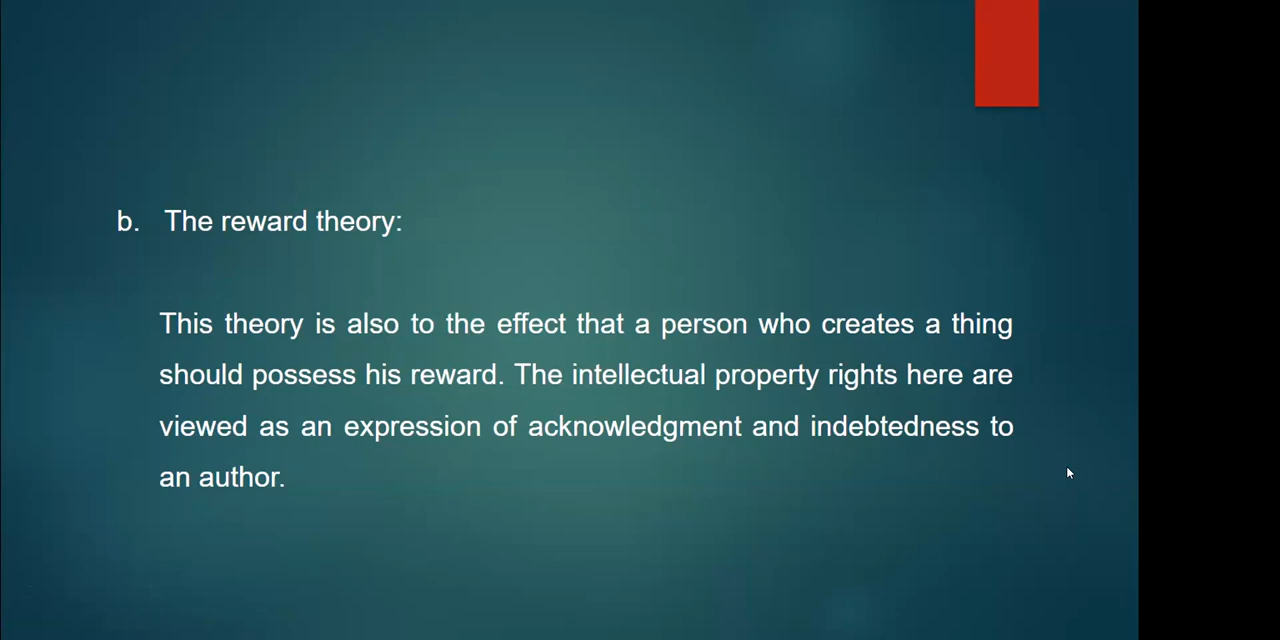 b. The reward theory:
This theory is also to the effect that a person who creates a thing
should possess his reward. The intellectual property rights here are
viewed as an expression of acknowledgment and indebtedness to
an author.